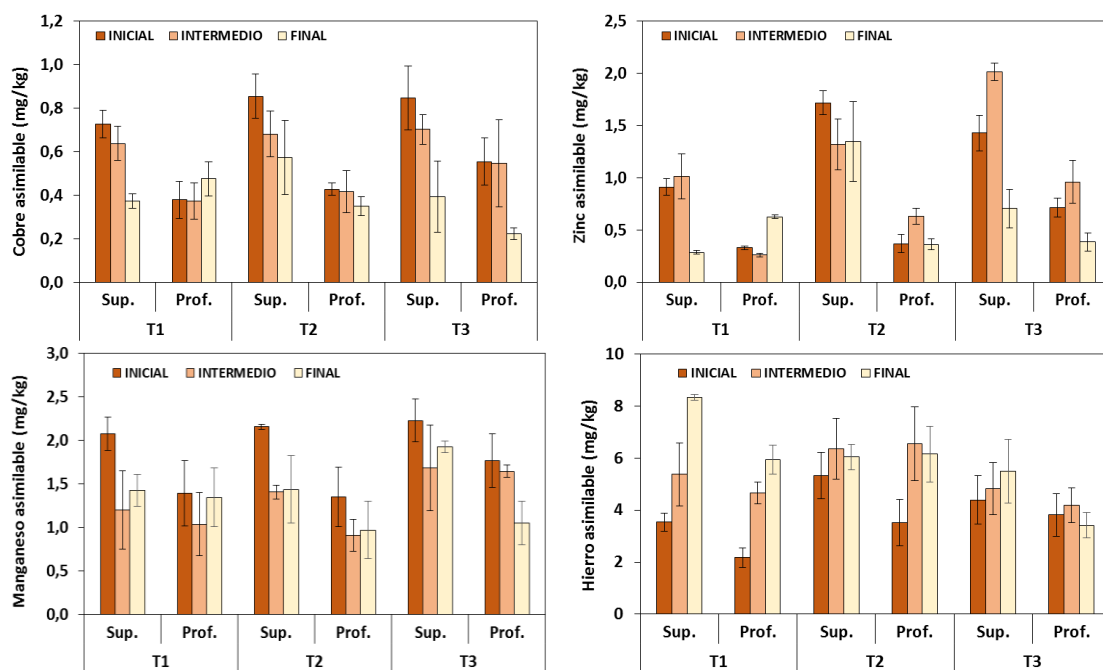 Cobre asimilable (mg/kg)
1,2
1,0
0,8
0,6
0,4
0,2
0,0
INICIAL INTERMEDIO FINAL
Sup. Prof. Sup. Prof. Sup. Prof.
T1 T2 T3
Zinc asimilable (mg/kg)
2,5
2,0
1,5
1,0
0,5
0,0
INICIAL INTERMEDIO FINAL
Sup. Prof. Sup. Prof. Sup. Prof.
T1 T2 T3
Manganeso asimilable (mg/kg)
3,0
2,5
2,0
1,5
1,0
0,5
0,0
INICIAL INTERMEDIO FINAL
Sup. Prof. Sup. Prof. Sup. Prof.
T1 T2 T3
Hierro asimilable (mg/kg)
10
8
6
4
2
0
INICIAL INTERMEDIO FINAL
Sup. Prof. Sup. Prof. Sup. Prof.
T1 T2 T3